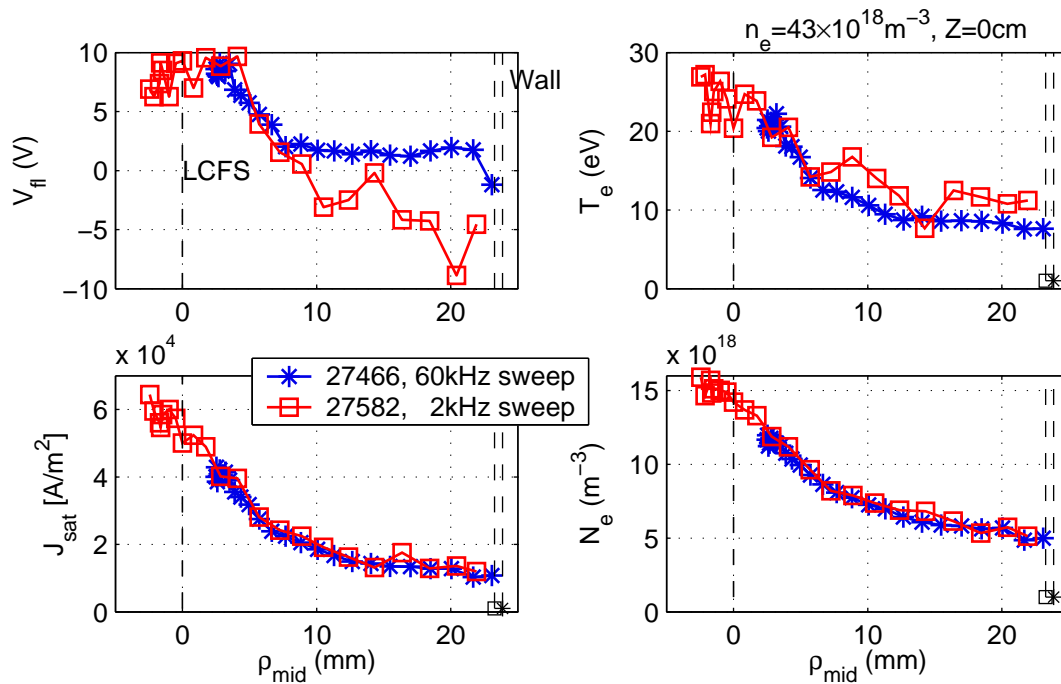 n_e=43×10^18 m^-3, Z=0cm
10
5
0
−5
−10
V_fl (V)
0
10
20
LCFS
Wall
30
20
10
0
T_e (eV)
0
10
20
x 10^4
6
4
2
0
J_sat [A/m^2]
0
10
20
ρ_mid (mm)
27466, 60kHz sweep
27582, 2kHz sweep
x 10^18
15
10
5
0
N_e (m^-3)
0
10
20
ρ_mid (mm)